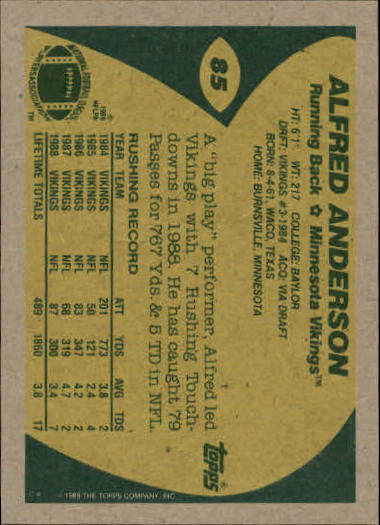 85
ALFRED ANDERSON
Running Back ✩ Minnesota Vikings™
HT: 6'1" WT: 217 COLLEGE: BAYLOR
DRFT: VIKINGS #3-1984 ACQ: VIA DRAFT
BORN: 8-4-61, WACO, TEXAS
HOME: BURNSVILLE, MINNESOTA
A "big play" performer, Alfred led
Vikings with 7 Rushing Touch-
downs in 1988. He has caught 79
Passes for 767 Yds. & 5 TD in NFL.
topps
RUSHING RECORD
YEAR TEAM ATT YDS AVG TDS
1984 VIKINGS NFL 201 773 3.8 2
1985 VIKINGS NFL 50 121 2.4 4
1986 VIKINGS NFL 83 347 4.2 2
1987 VIKINGS NFL 68 319 4.7 2
1988 VIKINGS NFL 87 300 3.4 7
LIFETIME TOTALS 489 1860 3.8 17
© 1989 NFLPA
© 1989 THE TOPPS COMPANY, INC.